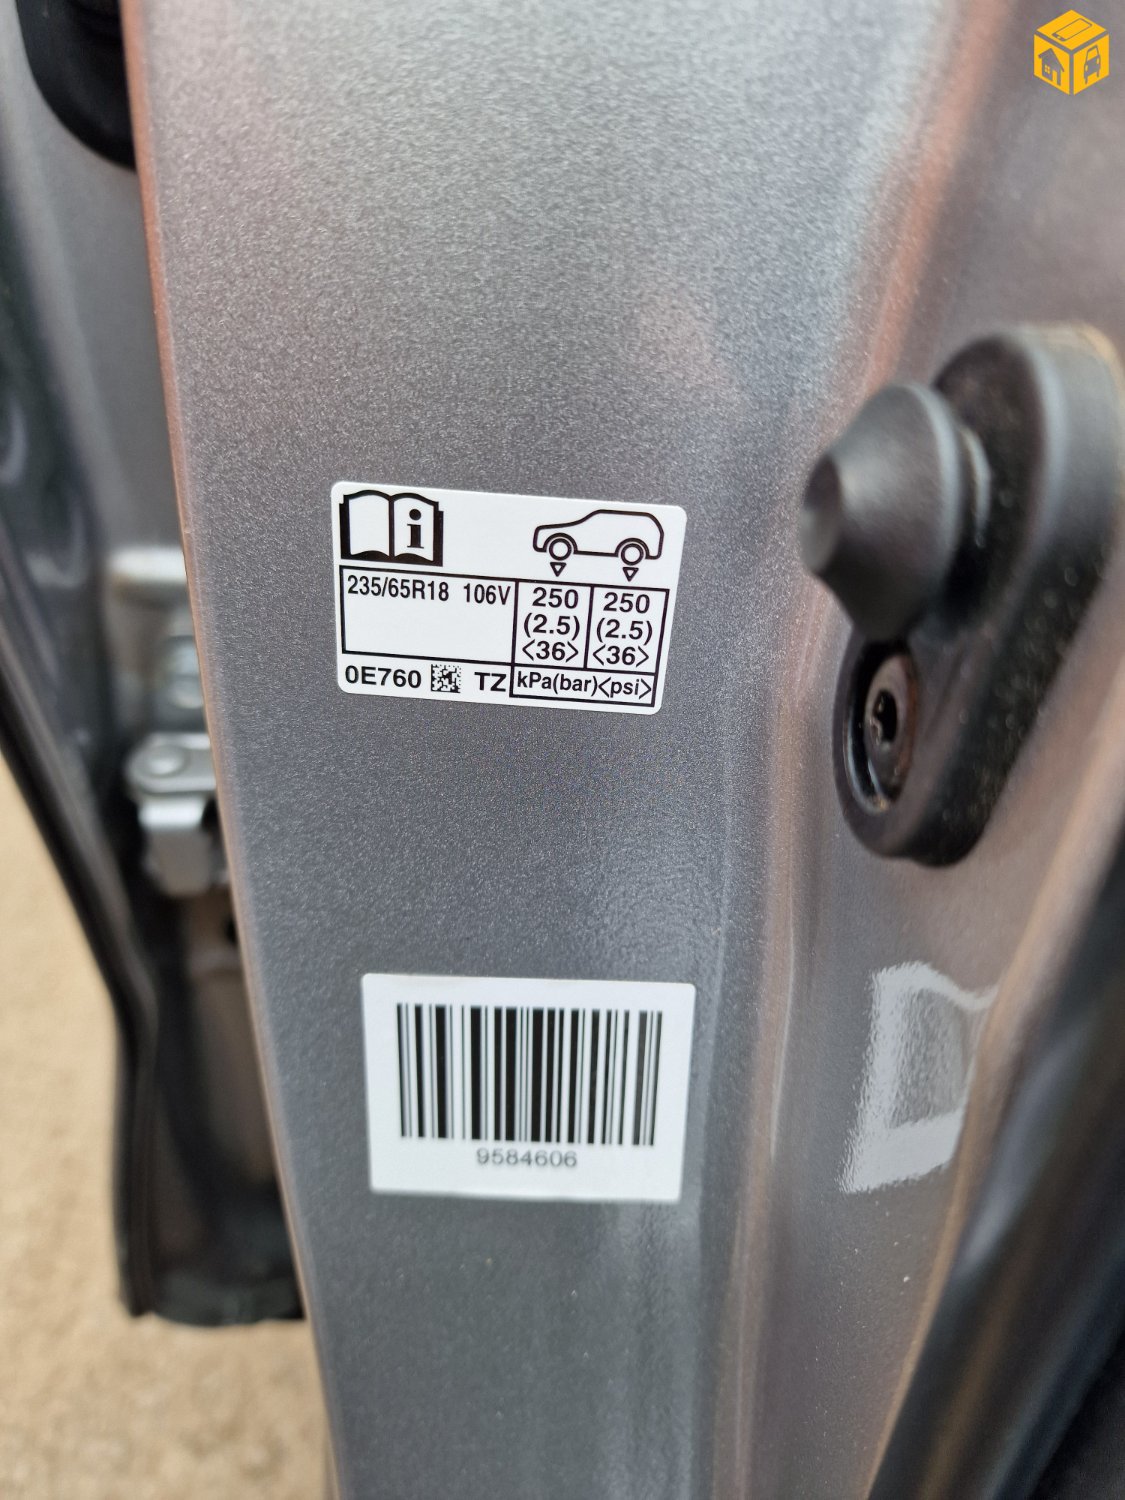 235/65R18 106V 250 250
(2.5) (2.5)
<36> <36>
0E760 TZ kPa(bar)<psi>
9584606